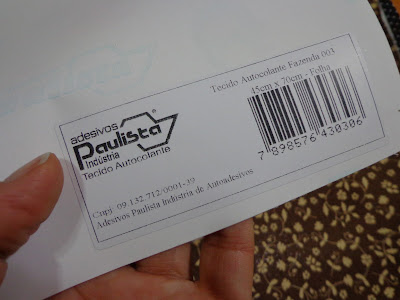 adesivos
Paulista
Indústria
Tecido Autocolante
Tecido Autocolante Fazenda 003
45cm x 70cm - Folha
7 898576 430306
Cnpj: 09.132.712/0001-39
Adesivos Paulista Indústria de Autoadesivos